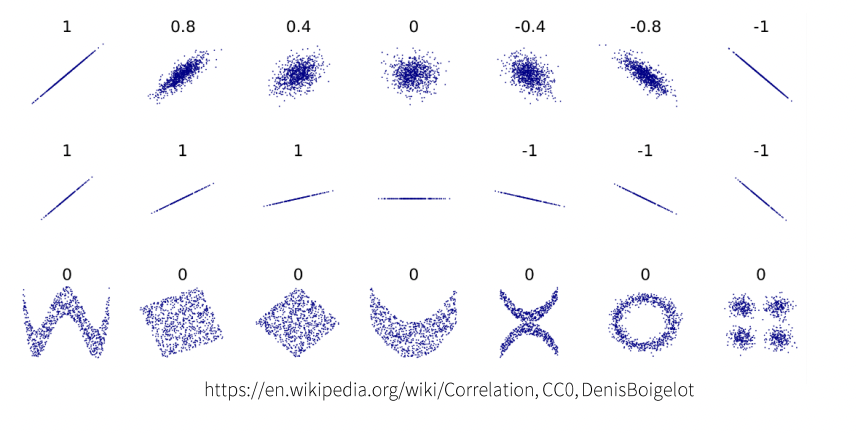 1 0.8 0.4 0 -0.4 -0.8 -1
1 1 1 -1 -1 -1
0 0 0 0 0 0 0
https://en.wikipedia.org/wiki/Correlation, CC0, DenisBoigelot